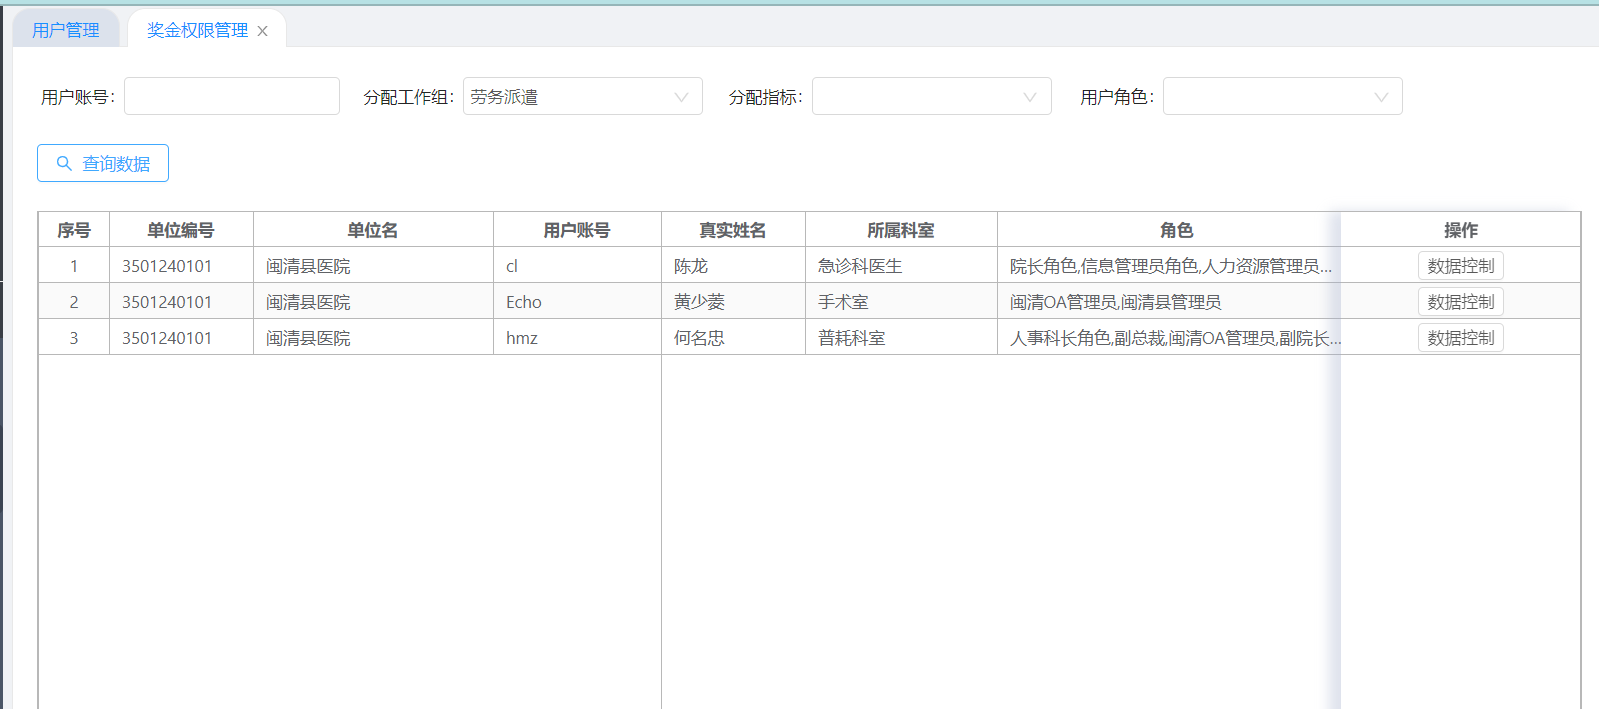 用户管理 奖金权限管理
用户账号： 分配工作组： 劳务派遣 分配指标： 用户角色：
查询数据
序号 单位编号 单位名 用户账号 真实姓名 所属科室 角色 操作
1 3501240101 闽清县医院 cl 陈龙 急诊科医生 院长角色,信息管理员角色,人力资源管理员... 数据控制
2 3501240101 闽清县医院 Echo 黄少菱 手术室 闽清OA管理员,闽清县管理员 数据控制
3 3501240101 闽清县医院 hmz 何名忠 普耗科室 人事科长角色,副总裁,闽清OA管理员,副院长... 数据控制